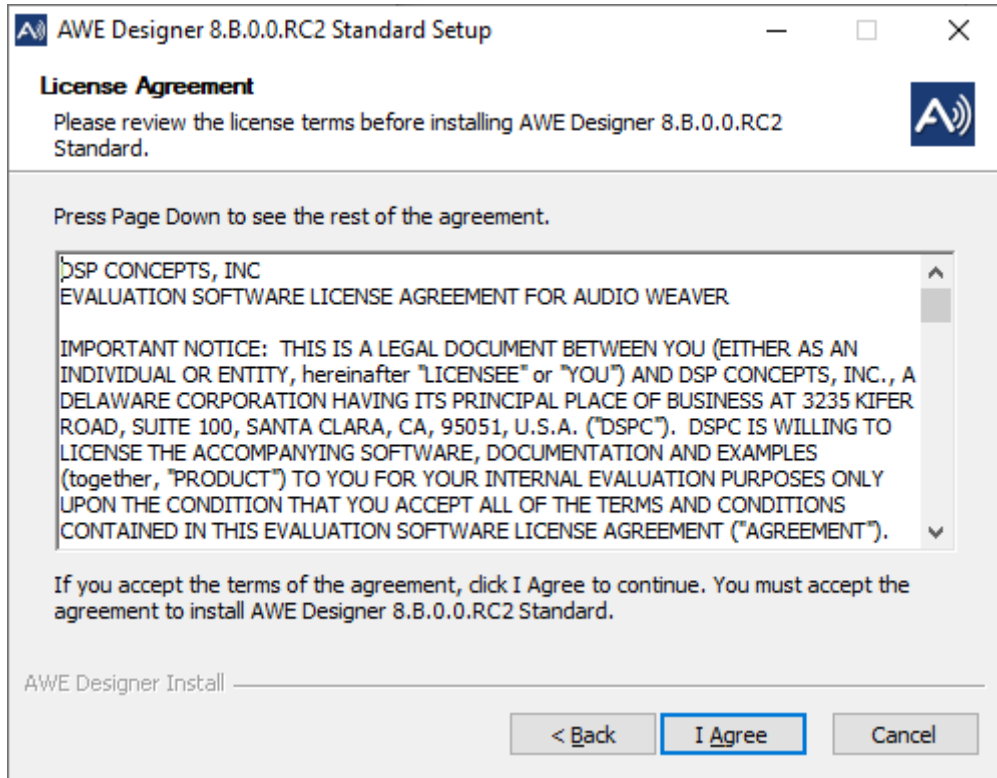 AWE Designer 8.B.0.0.RC2 Standard Setup
License Agreement
Please review the license terms before installing AWE Designer 8.B.0.0.RC2
Standard.
Press Page Down to see the rest of the agreement.
DSP CONCEPTS, INC
EVALUATION SOFTWARE LICENSE AGREEMENT FOR AUDIO WEAVER
IMPORTANT NOTICE:  THIS IS A LEGAL DOCUMENT BETWEEN YOU (EITHER AS AN
INDIVIDUAL OR ENTITY, hereinafter "LICENSEE" or "YOU") AND DSP CONCEPTS, INC., A
DELAWARE CORPORATION HAVING ITS PRINCIPAL PLACE OF BUSINESS AT 3235 KIFER
ROAD, SUITE 100, SANTA CLARA, CA, 95051, U.S.A. ("DSPC").  DSPC IS WILLING TO
LICENSE THE ACCOMPANYING SOFTWARE, DOCUMENTATION AND EXAMPLES
(together, "PRODUCT") TO YOU FOR YOUR INTERNAL EVALUATION PURPOSES ONLY
UPON THE CONDITION THAT YOU ACCEPT ALL OF THE TERMS AND CONDITIONS
CONTAINED IN THIS EVALUATION SOFTWARE LICENSE AGREEMENT ("AGREEMENT").
If you accept the terms of the agreement, click I Agree to continue. You must accept the
agreement to install AWE Designer 8.B.0.0.RC2 Standard.
AWE Designer Install
< Back
I Agree
Cancel